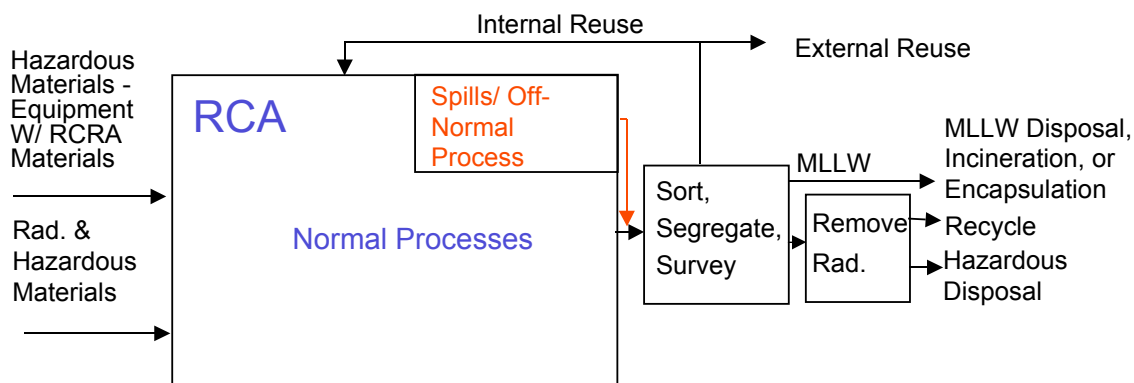 Internal Reuse
External Reuse
Hazardous
Materials -
Equipment
W/ RCRA
Materials
Rad. &
Hazardous
Materials
RCA
Spills/ Off-
Normal
Process
Normal Processes
Sort,
Segregate,
Survey
MLLW
Remove
Rad.
MLLW Disposal,
Incineration, or
Encapsulation
Recycle
Hazardous
Disposal